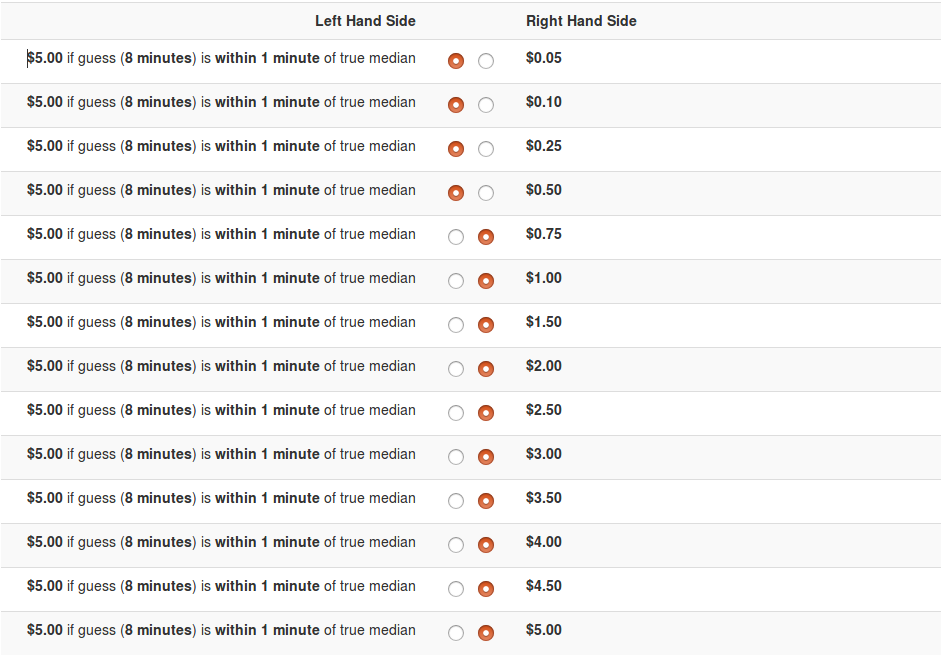 Left Hand Side Right Hand Side
$5.00 if guess (8 minutes) is within 1 minute of true median $0.05
$5.00 if guess (8 minutes) is within 1 minute of true median $0.10
$5.00 if guess (8 minutes) is within 1 minute of true median $0.25
$5.00 if guess (8 minutes) is within 1 minute of true median $0.50
$5.00 if guess (8 minutes) is within 1 minute of true median $0.75
$5.00 if guess (8 minutes) is within 1 minute of true median $1.00
$5.00 if guess (8 minutes) is within 1 minute of true median $1.50
$5.00 if guess (8 minutes) is within 1 minute of true median $2.00
$5.00 if guess (8 minutes) is within 1 minute of true median $2.50
$5.00 if guess (8 minutes) is within 1 minute of true median $3.00
$5.00 if guess (8 minutes) is within 1 minute of true median $3.50
$5.00 if guess (8 minutes) is within 1 minute of true median $4.00
$5.00 if guess (8 minutes) is within 1 minute of true median $4.50
$5.00 if guess (8 minutes) is within 1 minute of true median $5.00